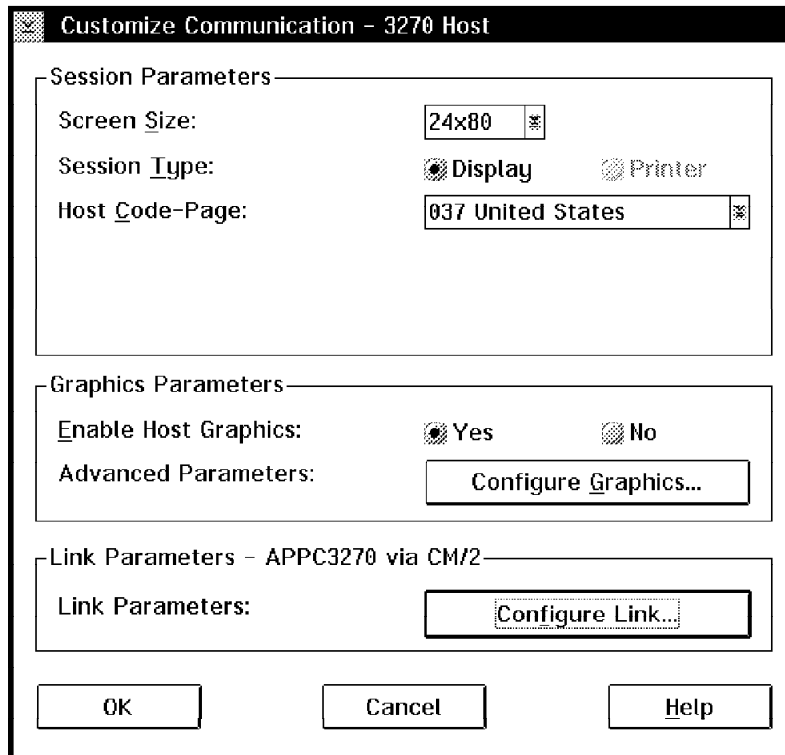 Customize Communication - 3270 Host
Session Parameters
Screen Size: 24x80
Session Type: Display Printer
Host Code-Page: 037 United States
Graphics Parameters
Enable Host Graphics: Yes No
Advanced Parameters: Configure Graphics...
Link Parameters - APPC3270 via CM/2
Link Parameters: Configure Link...
OK Cancel Help